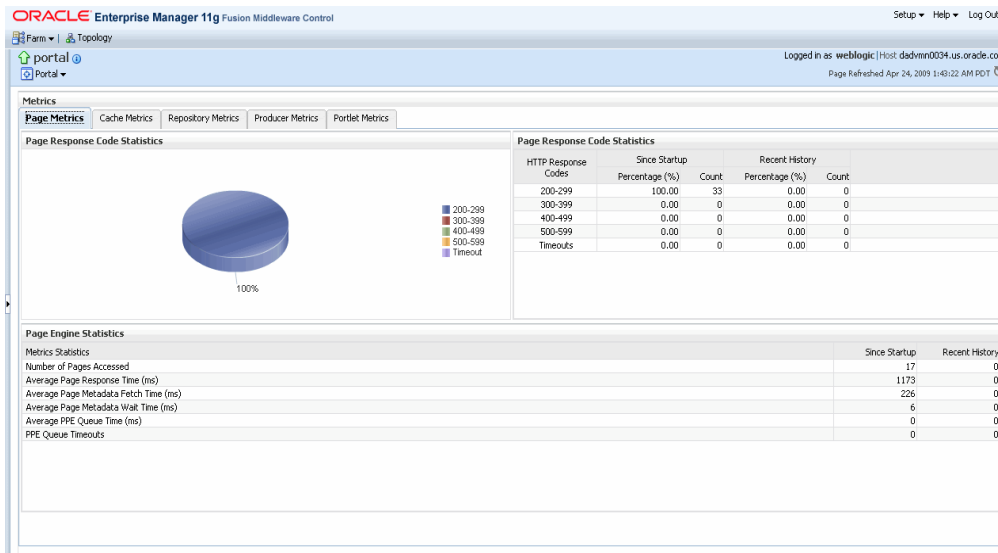 ORACLE Enterprise Manager 11g Fusion Middleware Control
Setup Help Log Out
Farm | Topology
portal
Logged in as weblogic|Host dadvmn0034.us.oracle.co
Portal
Page Refreshed Apr 24, 2009 1:43:22 AM PDT
Metrics
Page Metrics Cache Metrics Repository Metrics Producer Metrics Portlet Metrics
Page Response Code Statistics
200-299
300-399
400-499
500-599
Timeout
100%
Page Response Code Statistics
HTTP Response Codes Since Startup Recent History
Percentage (%) Count Percentage (%) Count
200-299 100.00 33 0.00 0
300-399 0.00 0 0.00 0
400-499 0.00 0 0.00 0
500-599 0.00 0 0.00 0
Timeouts 0.00 0 0.00 0
Page Engine Statistics
Metrics Statistics Since Startup Recent History
Number of Pages Accessed 17 0
Average Page Response Time (ms) 1173 0
Average Page Metadata Fetch Time (ms) 226 0
Average Page Metadata Wait Time (ms) 6 0
Average PPE Queue Time (ms) 0 0
PPE Queue Timeouts 0 0